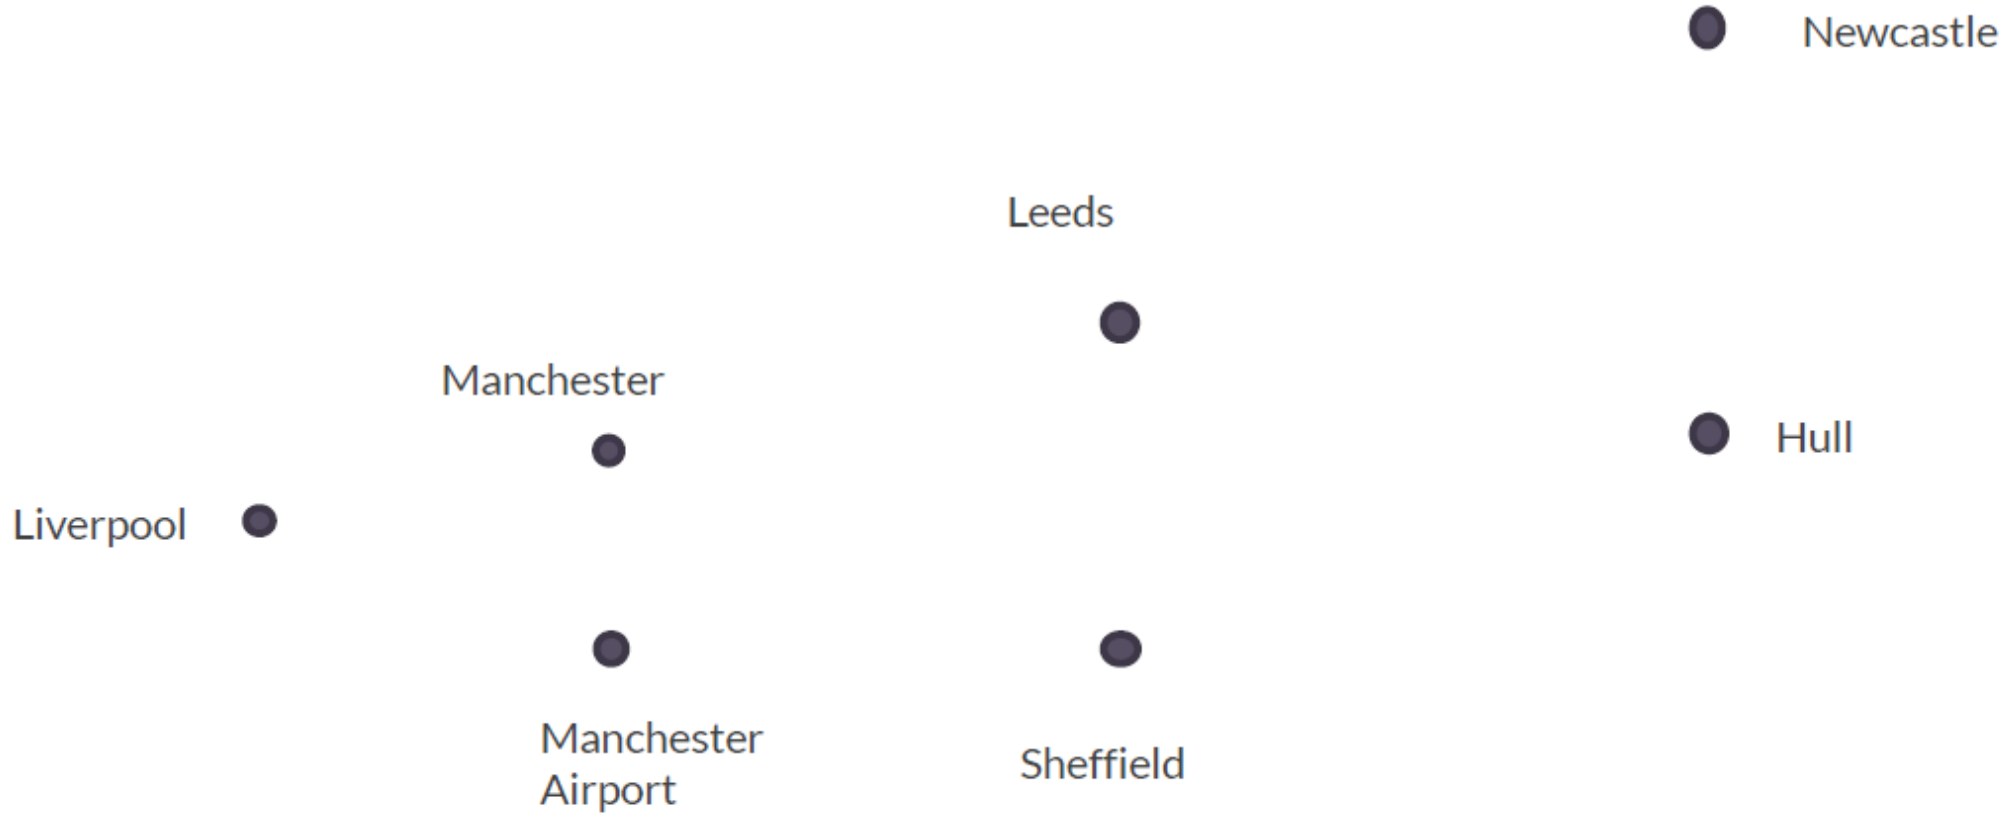 Newcastle
Leeds
Manchester
Hull
Liverpool
Manchester
Airport
Sheffield